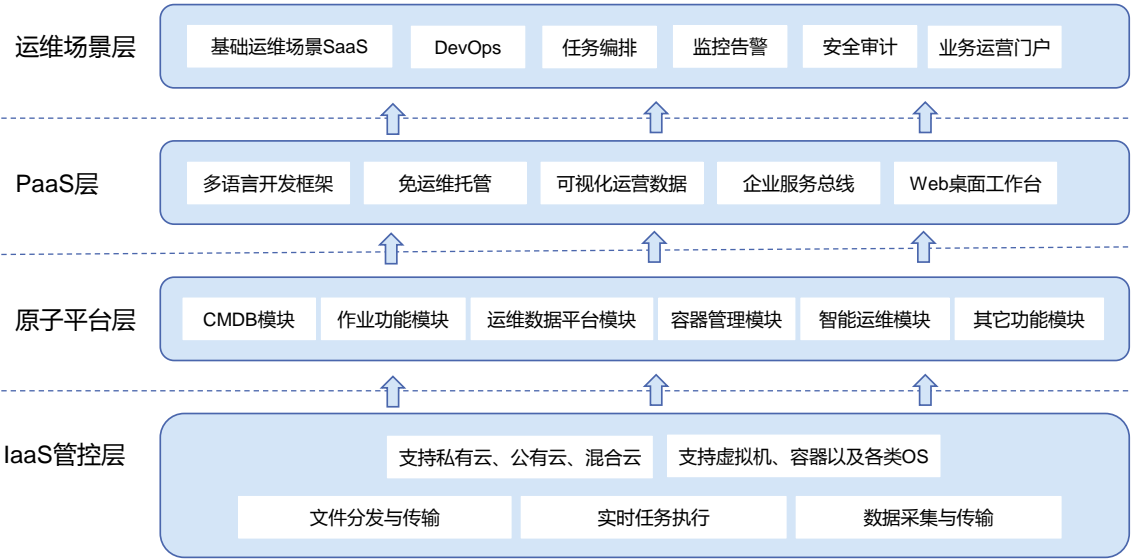 运维场景层
基础运维场景SaaS
DevOps
任务编排
监控告警
安全审计
业务运营门户
PaaS层
多语言开发框架
免运维托管
可视化运营数据
企业服务总线
Web桌面工作台
原子平台层
CMDB模块
作业功能模块
运维数据平台模块
容器管理模块
智能运维模块
其它功能模块
IaaS管控层
支持私有云、公有云、混合云
支持虚拟机、容器以及各类OS
文件分发与传输
实时任务执行
数据采集与传输